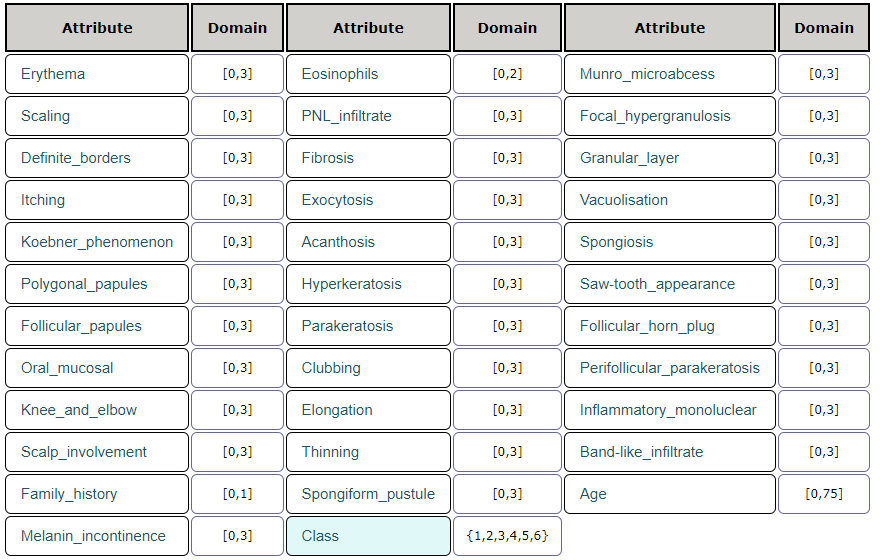 Attribute Domain Attribute Domain Attribute Domain
Erythema [0,3] Eosinophils [0,2] Munro_microabcess [0,3]
Scaling [0,3] PNL_infiltrate [0,3] Focal_hypergranulosis [0,3]
Definite_borders [0,3] Fibrosis [0,3] Granular_layer [0,3]
Itching [0,3] Exocytosis [0,3] Vacuolisation [0,3]
Koebner_phenomenon [0,3] Acanthosis [0,3] Spongiosis [0,3]
Polygonal_papules [0,3] Hyperkeratosis [0,3] Saw-tooth_appearance [0,3]
Follicular_papules [0,3] Parakeratosis [0,3] Follicular_horn_plug [0,3]
Oral_mucosal [0,3] Clubbing [0,3] Perifollicular_parakeratosis [0,3]
Knee_and_elbow [0,3] Elongation [0,3] Inflammatory_monoluclear [0,3]
Scalp_involvement [0,3] Thinning [0,3] Band-like_infiltrate [0,3]
Family_history [0,1] Spongiform_pustule [0,3] Age [0,75]
Melanin_incontinence [0,3] Class {1,2,3,4,5,6}